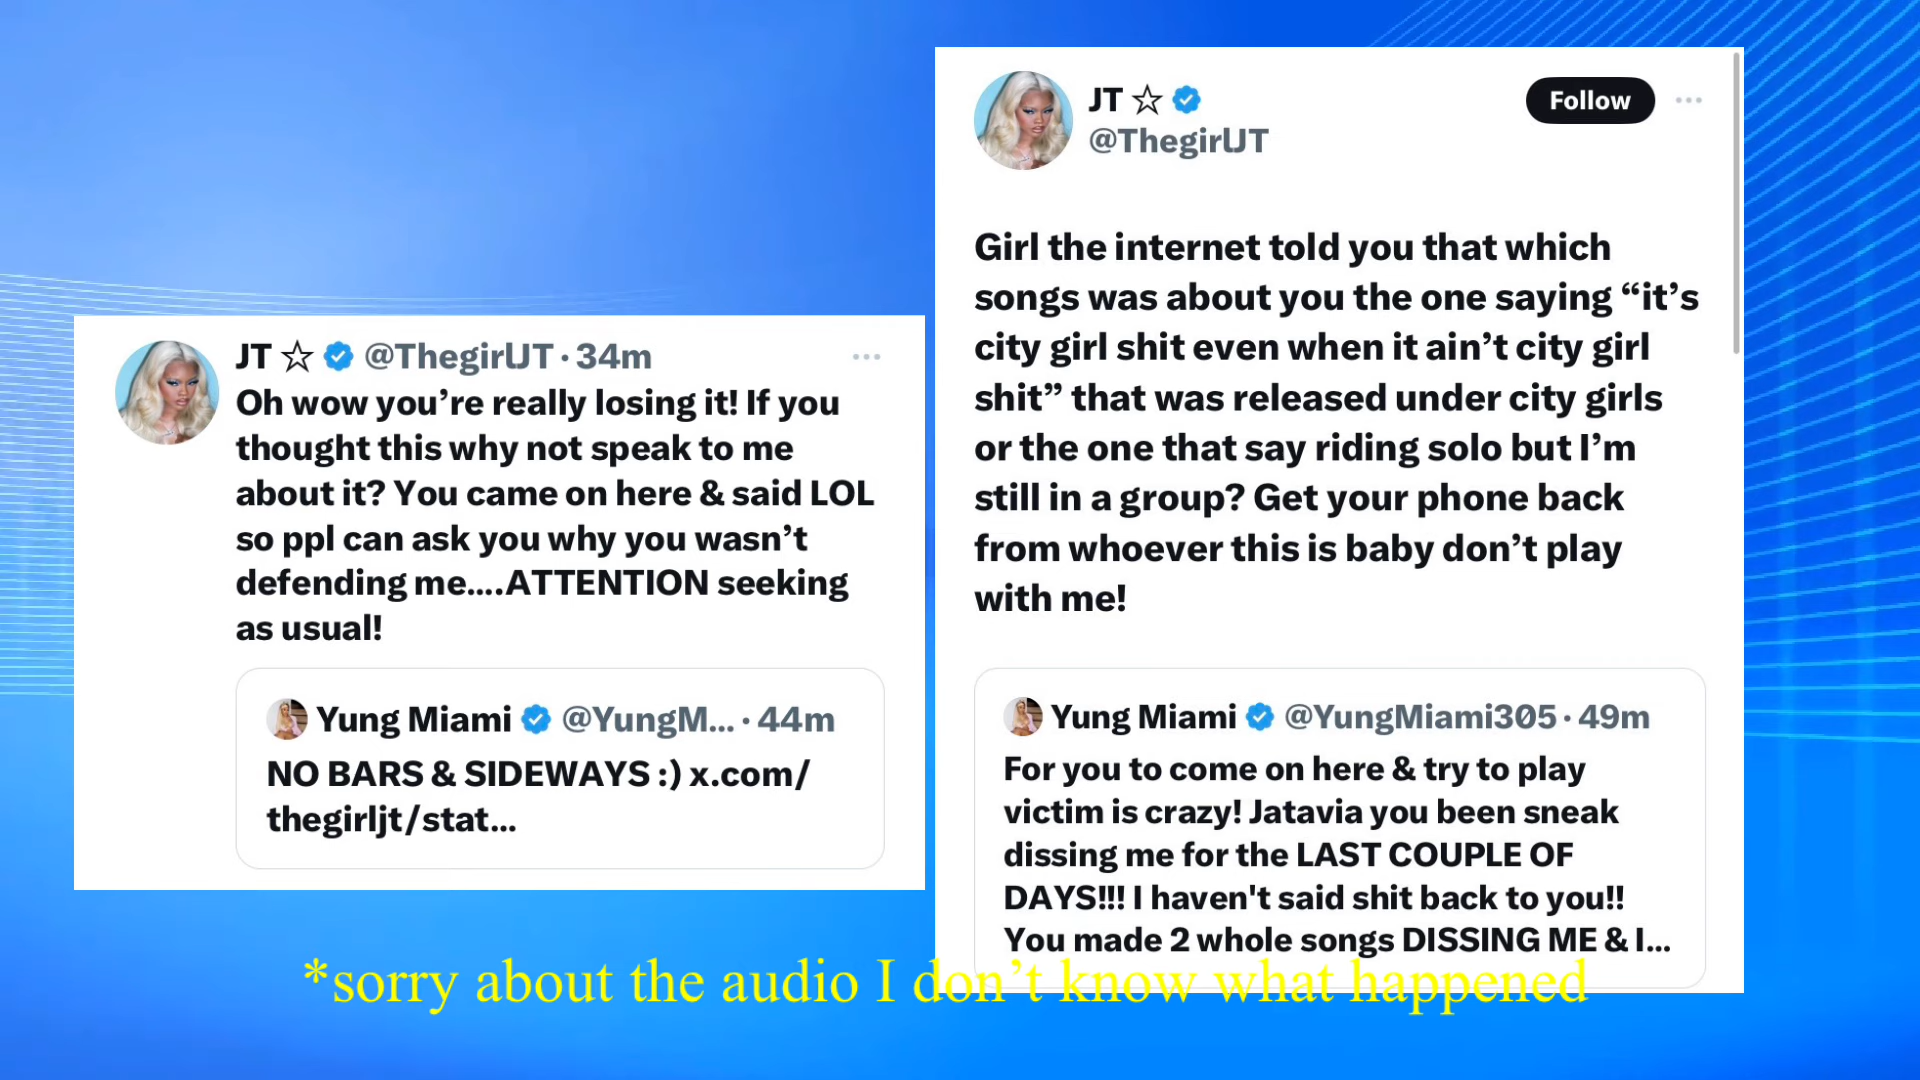 JT ☆ @ThegirlJT · 34m
Oh wow you’re really losing it! If you
thought this why not speak to me
about it? You came on here & said LOL
so ppl can ask you why you wasn’t
defending me....ATTENTION seeking
as usual!
Yung Miami @YungM... · 44m
NO BARS & SIDEWAYS :) x.com/
thegirljt/stat...
JT ☆
@ThegirlJT
Follow
Girl the internet told you that which
songs was about you the one saying “it’s
city girl shit even when it ain’t city girl
shit” that was released under city girls
or the one that say riding solo but I’m
still in a group? Get your phone back
from whoever this is baby don’t play
with me!
Yung Miami @YungMiami305 · 49m
For you to come on here & try to play
victim is crazy! Jatavia you been sneak
dissing me for the LAST COUPLE OF
DAYS!!! I haven't said shit back to you!!
You made 2 whole songs DISSING ME & I...
*sorry about the audio I don’t know what happened